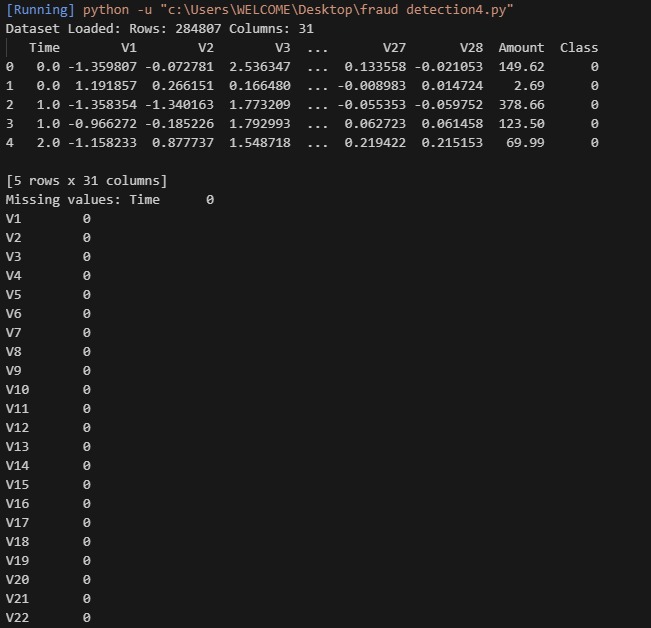 [Running] python -u "c:\Users\WELCOME\Desktop\fraud detection4.py"
Dataset Loaded: Rows: 284807 Columns: 31
   Time        V1        V2        V3  ...       V27       V28  Amount  Class
0   0.0 -1.359807 -0.072781  2.536347  ...  0.133558 -0.021053  149.62      0
1   0.0  1.191857  0.266151  0.166480  ... -0.008983  0.014724    2.69      0
2   1.0 -1.358354 -1.340163  1.773209  ... -0.055353 -0.059752  378.66      0
3   1.0 -0.966272 -0.185226  1.792993  ...  0.062723  0.061458  123.50      0
4   2.0 -1.158233  0.877737  1.548718  ...  0.219422  0.215153   69.99      0
[5 rows x 31 columns]
Missing values: Time      0
V1        0
V2        0
V3        0
V4        0
V5        0
V6        0
V7        0
V8        0
V9        0
V10       0
V11       0
V12       0
V13       0
V14       0
V15       0
V16       0
V17       0
V18       0
V19       0
V20       0
V21       0
V22       0